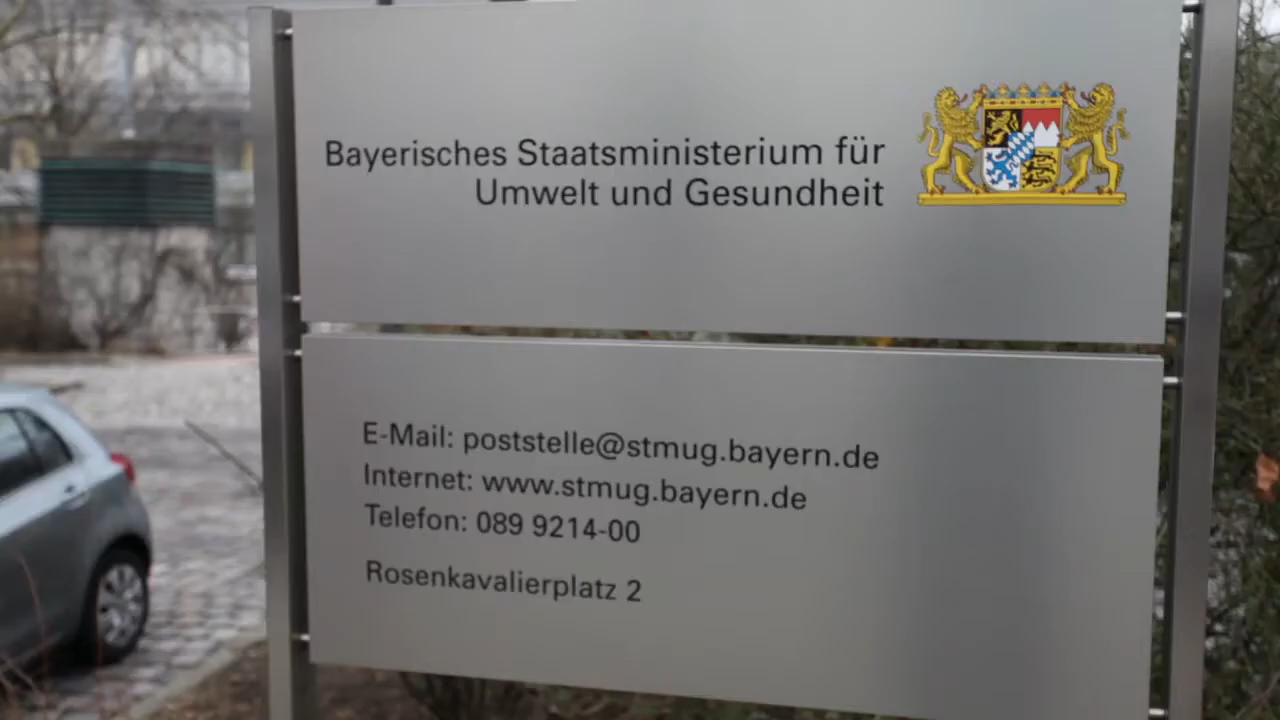 Bayerisches Staatsministerium für
Umwelt und Gesundheit
E-Mail: poststelle@stmug.bayern.de
Internet: www.stmug.bayern.de
Telefon: 089 9214-00
Rosenkavalierplatz 2